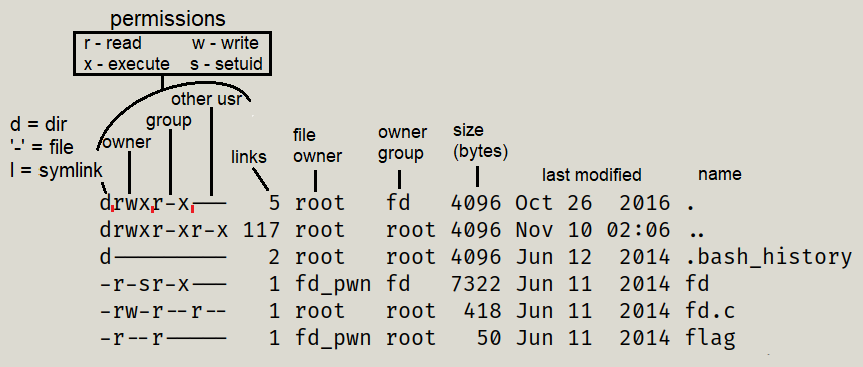 permissions
r - read w - write
x - execute s - setuid
other usr
group
owner
d = dir
'-' = file
l = symlink
links
file
owner
owner
group
size
(bytes)
last modified
name
drwxr-x--- 5 root fd 4096 Oct 26 2016 .
drwxr-xr-x 117 root root 4096 Nov 10 02:06 ..
d--------- 2 root root 4096 Jun 12 2014 .bash_history
-r-sr-x--- 1 fd_pwn fd 7322 Jun 11 2014 fd
-rw-r--r-- 1 root root 418 Jun 11 2014 fd.c
-r--r----- 1 fd_pwn root 50 Jun 11 2014 flag